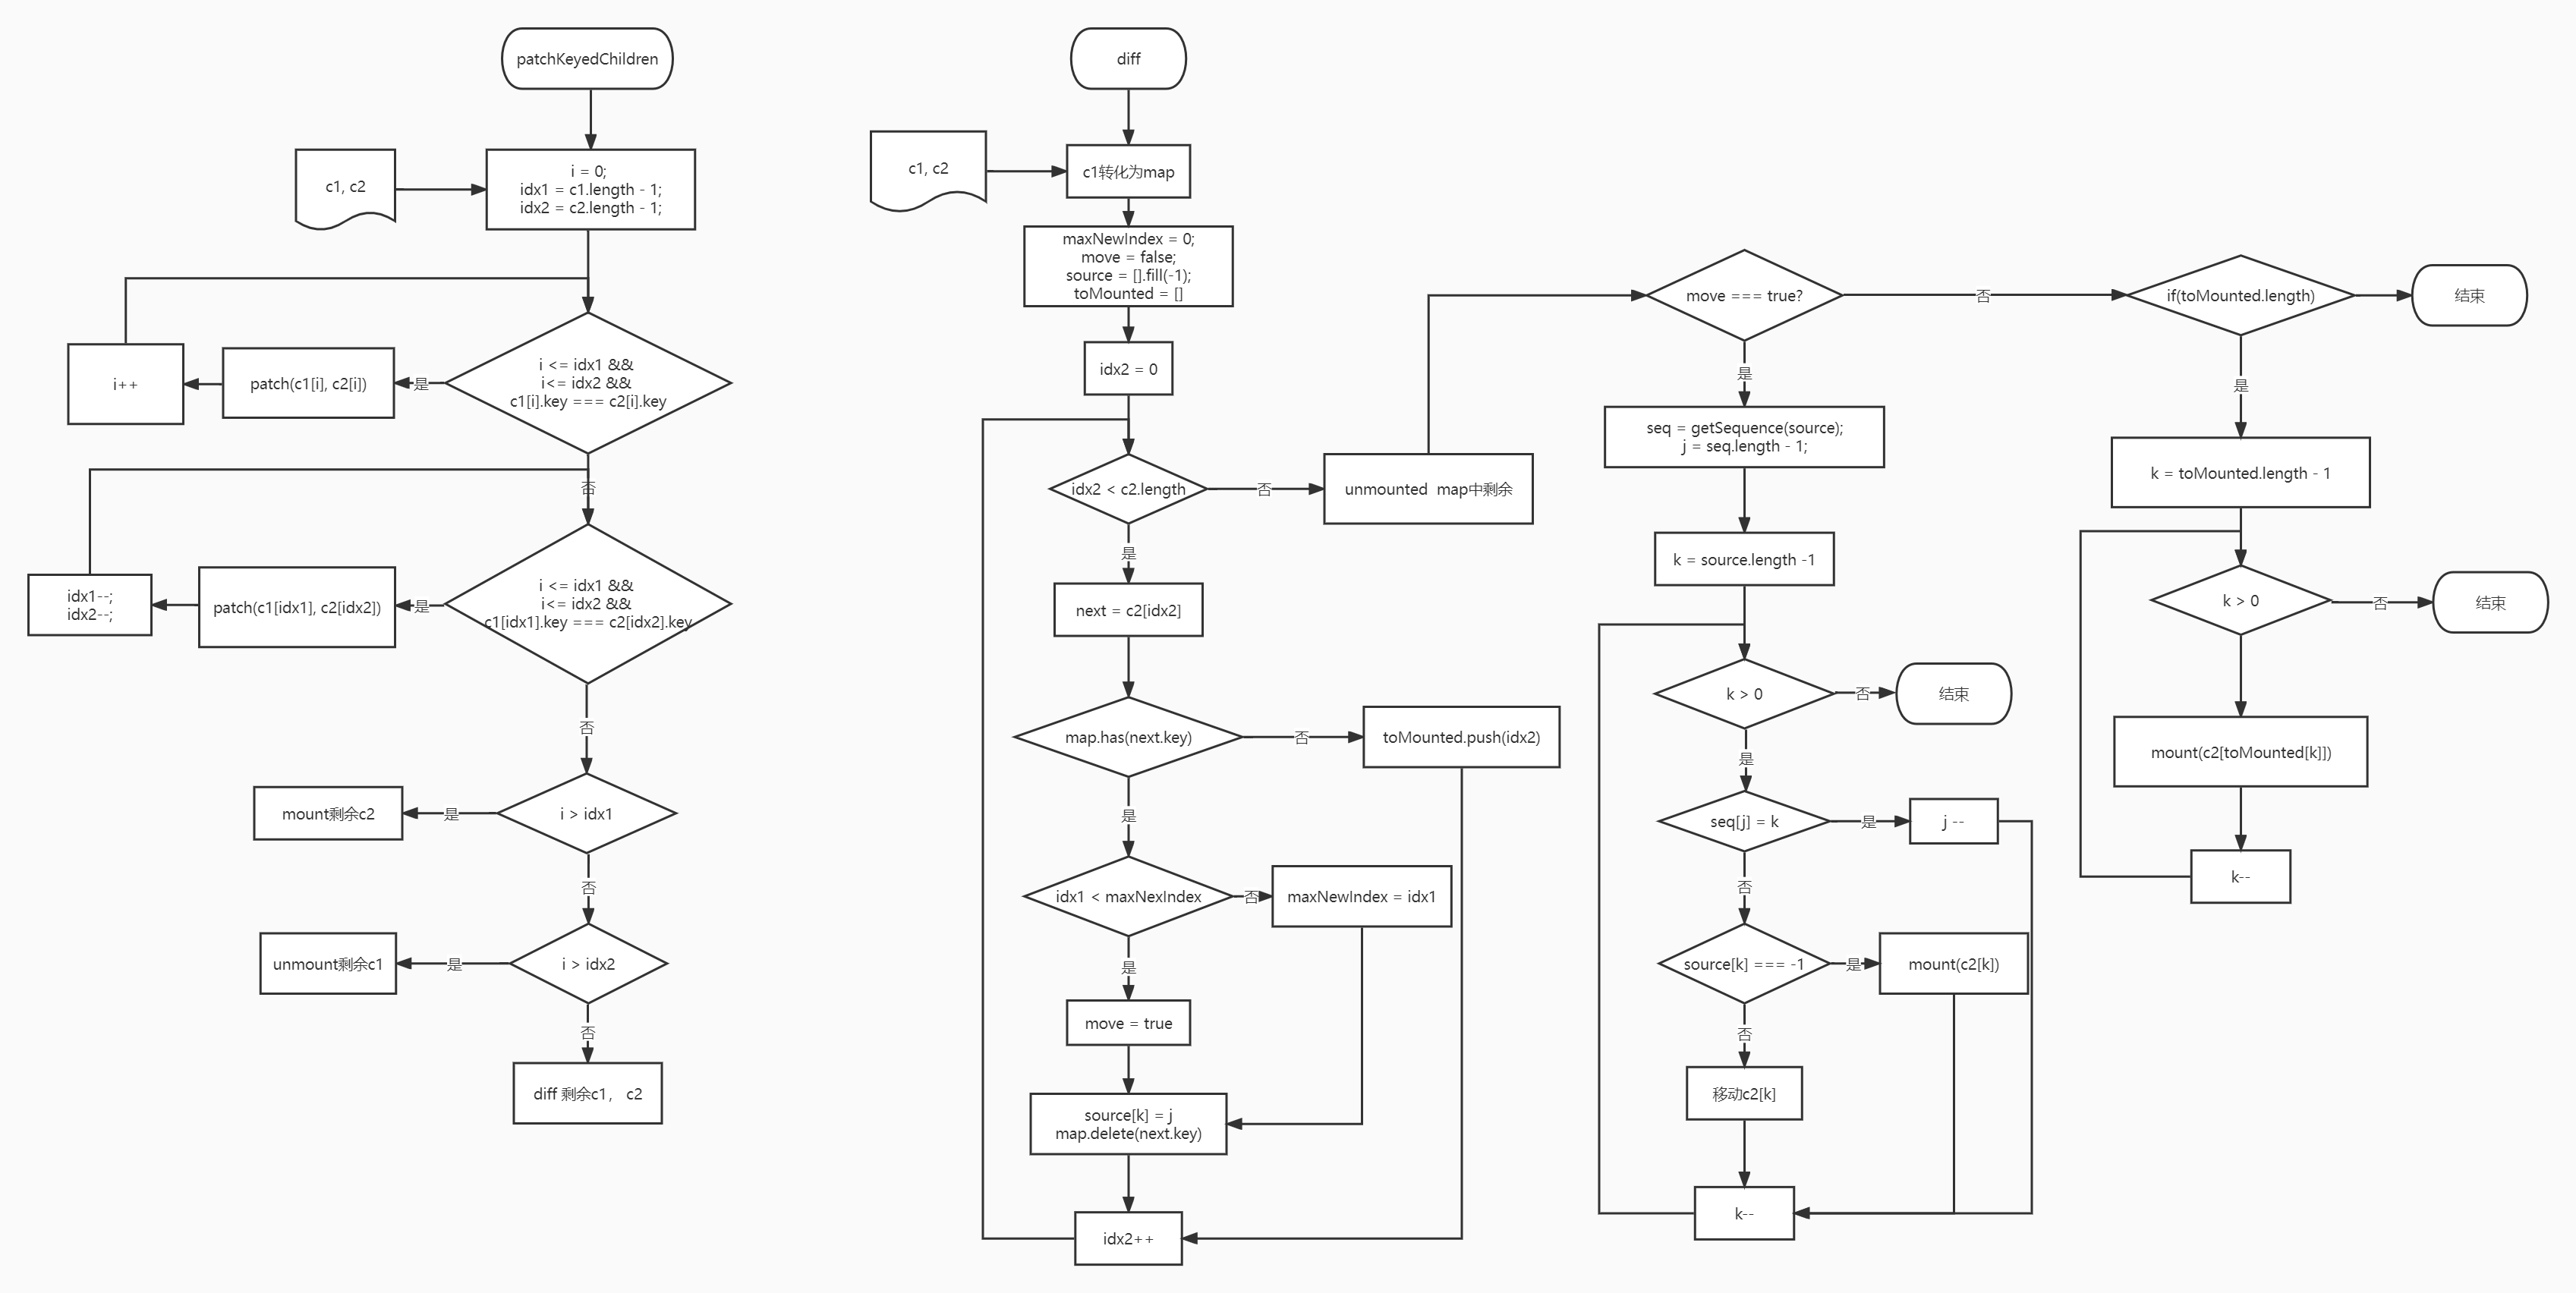 patchKeyedChildren
c1, c2
i = 0;
idx1 = c1.length - 1;
idx2 = c2.length - 1;
i <= idx1 &&
i<= idx2 &&
c1[i].key === c2[i].key
是
patch(c1[i], c2[i])
i++
否
i <= idx1 &&
i<= idx2 &&
c1[idx1].key === c2[idx2].key
是
patch(c1[idx1], c2[idx2])
idx1--;
idx2--;
否
i > idx1
是
mount剩余c2
否
i > idx2
是
unmount剩余c1
否
diff 剩余c1， c2
diff
c1, c2
c1转化为map
maxNewIndex = 0;
move = false;
source = [].fill(-1);
toMounted = []
idx2 = 0
idx2 < c2.length
否
unmounted  map中剩余
是
next = c2[idx2]
map.has(next.key)
否
toMounted.push(idx2)
是
idx1 < maxNexIndex
否
maxNewIndex = idx1
是
move = true
source[k] = j
map.delete(next.key)
idx2++
move === true?
否
是
seq = getSequence(source);
j = seq.length - 1;
k = source.length -1
k > 0
否
结束
是
seq[j] = k
是
j --
否
source[k] === -1
是
mount(c2[k])
否
移动c2[k]
k--
if(toMounted.length)
结束
是
k = toMounted.length - 1
k > 0
否
结束
mount(c2[toMounted[k]])
k--